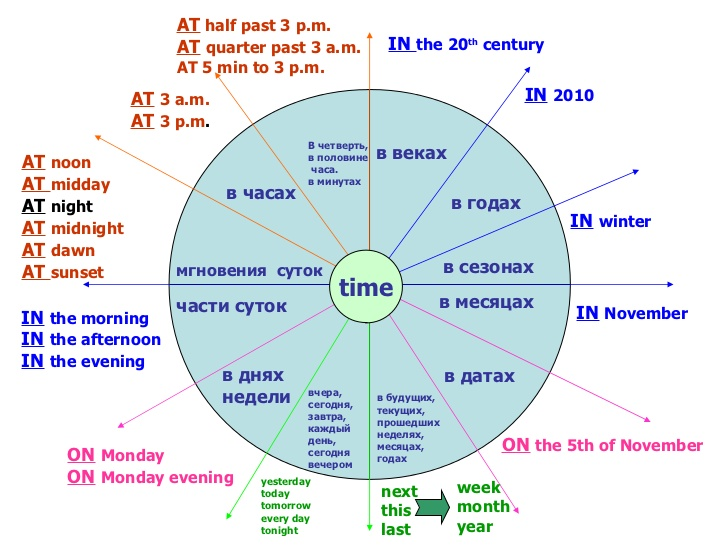 AT half past 3 p.m.
AT quarter past 3 a.m.
AT 5 min to 3 p.m.
IN the 20th century
AT 3 a.m.
AT 3 p.m.
IN 2010
В четверть,
в половине
часа.
в минутах
в веках
AT noon
AT midday
AT night
AT midnight
AT dawn
AT sunset
в часах
в годах
IN winter
мгновения суток
в сезонах
time
части суток
в месяцах
IN the morning
IN the afternoon
IN the evening
IN November
в днях
недели
вчера,
сегодня,
завтра,
каждый
день,
сегодня
вечером
в будущих,
текущих,
прошедших
неделях,
месяцах,
годах
в датах
ON Monday
ON Monday evening
ON the 5th of November
yesterday
today
tomorrow
every day
tonight
next
this
last
week
month
year